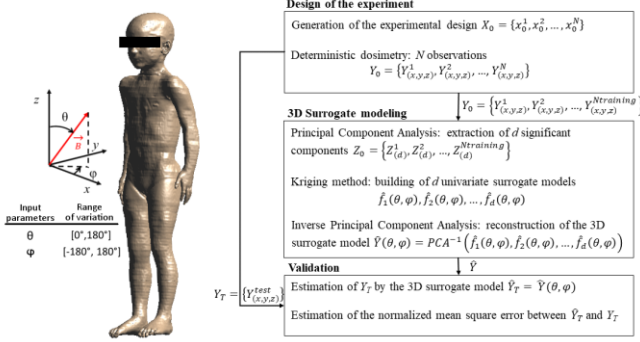 Design of the experiment
Generation of the experimental design X₀ = {x₀¹, x₀², …, x₀ᴺ}
Deterministic dosimetry: N observations
Y₀ = {Y¹₍ₓ,ᵧ,𝓏₎, Y²₍ₓ,ᵧ,𝓏₎, …, Yᴺ₍ₓ,ᵧ,𝓏₎}
Y₀ = {Y¹₍ₓ,ᵧ,𝓏₎, Y²₍ₓ,ᵧ,𝓏₎, …, Y^Ntraining₍ₓ,ᵧ,𝓏₎}
3D Surrogate modeling
Principal Component Analysis: extraction of d significant
components Z₀ = {Z¹₍d₎, Z²₍d₎, …, Z^Ntraining₍d₎}
Kriging method: building of d univariate surrogate models
f̂₁(θ,φ), f̂₂(θ,φ), …, f̂d(θ,φ)
Inverse Principal Component Analysis: reconstruction of the 3D
surrogate model Ŷ(θ,φ) = PCA⁻¹(f̂₁(θ,φ), f̂₂(θ,φ), …, f̂d(θ,φ))
Ŷ
Validation
Y_T = {Y^test₍ₓ,ᵧ,𝓏₎}
Estimation of Y_T by the 3D surrogate model Ŷ_T = Ŷ(θ,φ)
Estimation of the normalized mean square error between Ŷ_T and Y_T
z
θ
B
y
φ
x
Input parameters
Range of variation
θ
[0°,180°]
φ
[-180°, 180°]